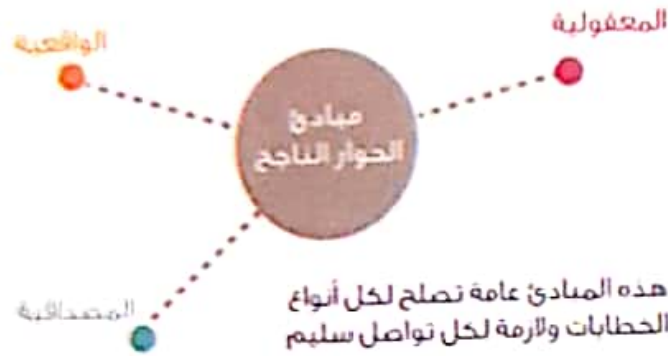 المعقولية
الواقعية
مبادئ
الحوار الناجح
المصداقية
هذه المبادئ عامة تصلح لكل أنواع
الخطابات ولازمة لكل تواصل سليم